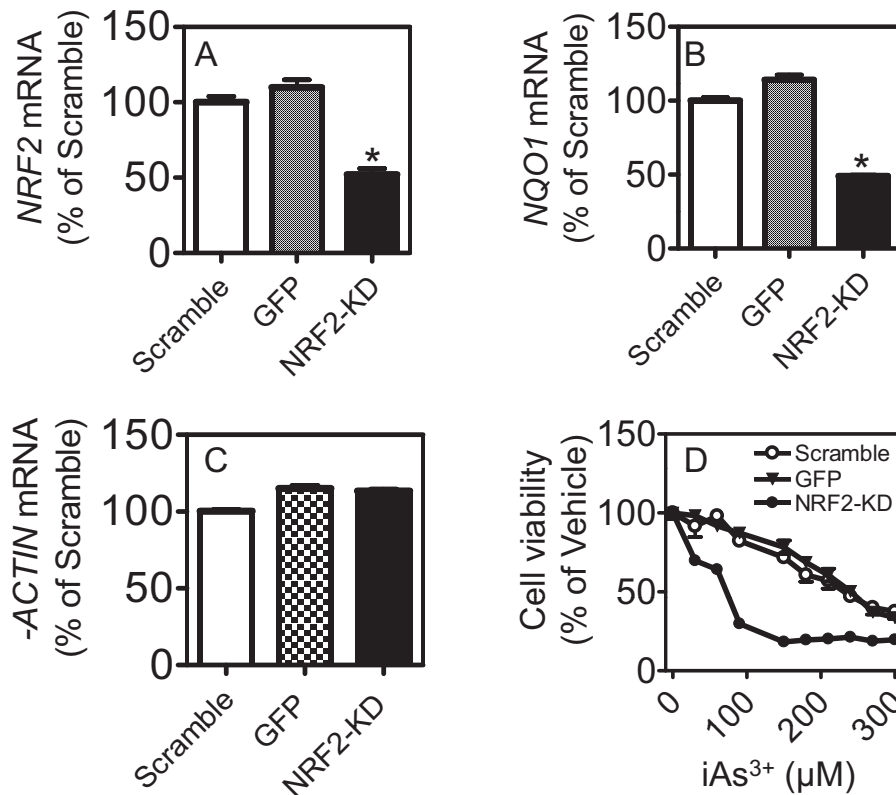 A
NRF2 mRNA
(% of Scramble)
150
100
50
0
*
Scramble
GFP
NRF2-KD
B
NQO1 mRNA
(% of Scramble)
150
100
50
0
*
Scramble
GFP
NRF2-KD
C
-ACTIN mRNA
(% of Scramble)
150
100
50
0
Scramble
GFP
NRF2-KD
D
Scramble
GFP
NRF2-KD
Cell viability
(% of Vehicle)
150
100
50
0
0
100
200
300
iAs³⁺ (µM)